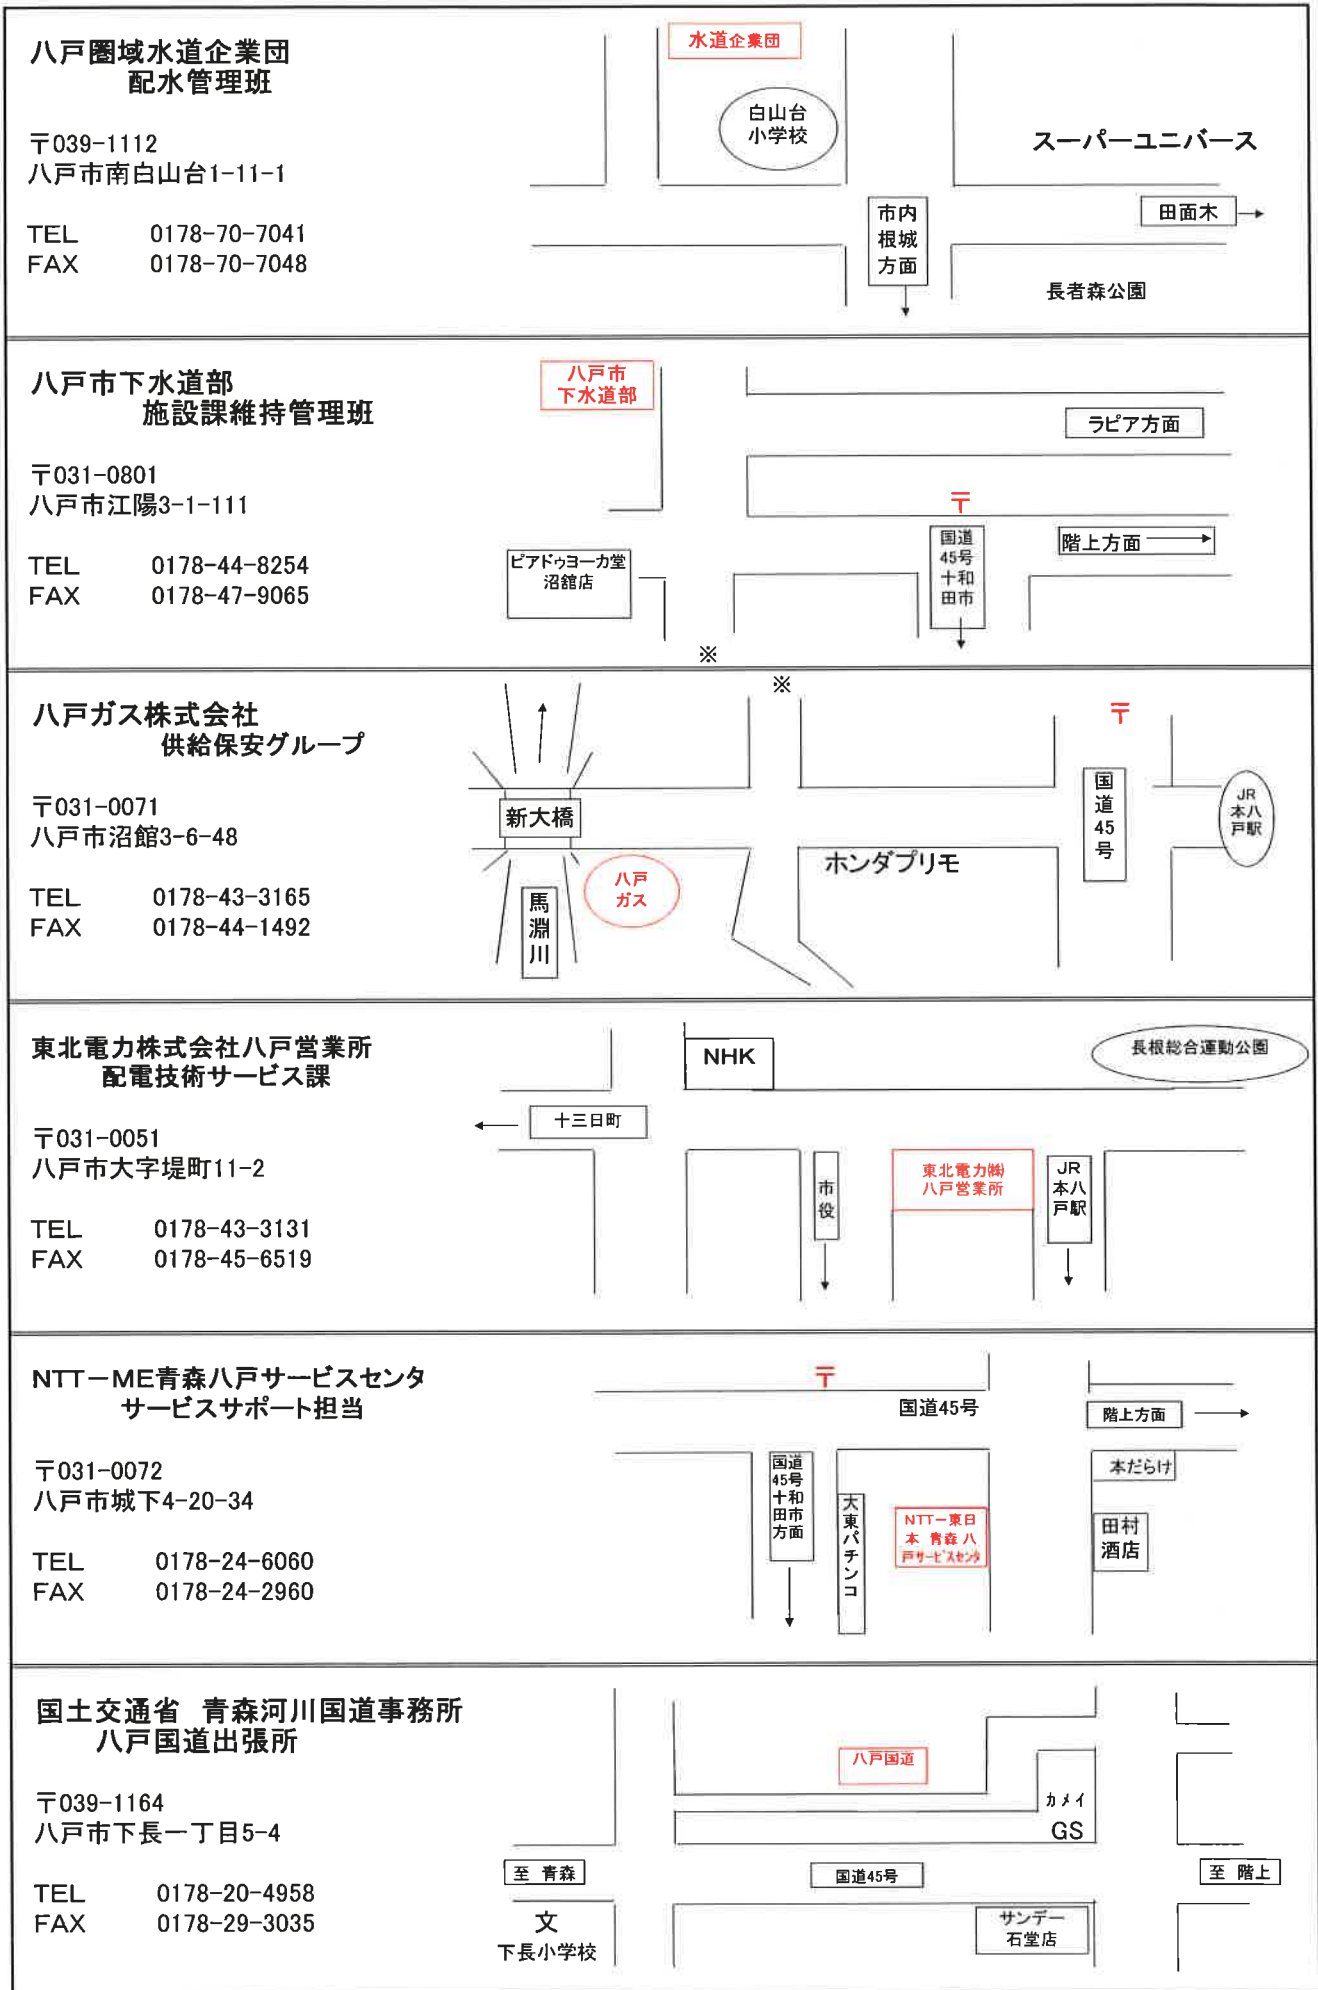 八戸圏域水道企業団
配水管理班
〒039-1112
八戸市南白山台1-11-1
TEL 0178-70-7041
FAX 0178-70-7048
水道企業団
白山台
小学校
スーパーユニバース
市内
根城
方面
田面木
長者森公園
八戸市下水道部
施設課維持管理班
〒031-0801
八戸市江陽3-1-111
TEL 0178-44-8254
FAX 0178-47-9065
八戸市
下水道部
ラピア方面
〒
国道
45号
十和
田市
階上方面
ピアドゥヨーカ堂
沼館店
※
八戸ガス株式会社
供給保安グループ
〒031-0071
八戸市沼館3-6-48
TEL 0178-43-3165
FAX 0178-44-1492
※
新大橋
馬淵川
八戸
ガス
ホンダプリモ
〒
国道45号
JR
本八
戸駅
東北電力株式会社八戸営業所
配電技術サービス課
〒031-0051
八戸市大字堤町11-2
TEL 0178-43-3131
FAX 0178-45-6519
NHK
長根総合運動公園
十三日町
市役
東北電力㈱
八戸営業所
JR
本八
戸駅
NTT－ME青森八戸サービスセンタ
サービスサポート担当
〒031-0072
八戸市城下4-20-34
TEL 0178-24-6060
FAX 0178-24-2960
〒
国道45号
階上方面
国道
45号
十和
田市
方面
大東パチンコ
NTT－東日
本 青森 八
戸サービスセンタ
本だらけ
田村
酒店
国土交通省 青森河川国道事務所
八戸国道出張所
〒039-1164
八戸市下長一丁目5-4
TEL 0178-20-4958
FAX 0178-29-3035
八戸国道
カメイ
GS
至 青森
国道45号
至 階上
文
下長小学校
サンデー
石堂店